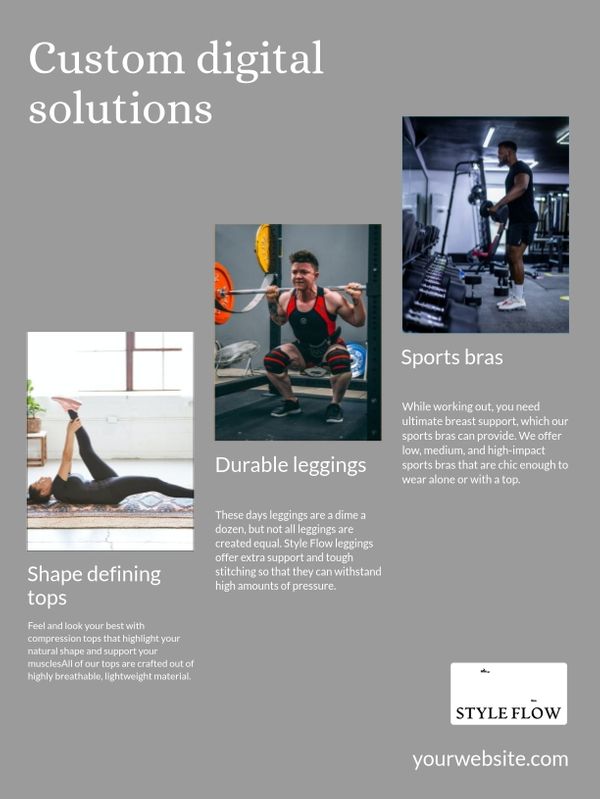 Custom digital
solutions
Sports bras
While working out, you need
ultimate breast support, which our
sports bras can provide. We offer
low, medium, and high-impact
sports bras that are chic enough to
wear alone or with a top.
Durable leggings
These days leggings are a dime a
dozen, but not all leggings are
created equal. Style Flow leggings
offer extra support and tough
stitching so that they can withstand
high amounts of pressure.
Shape defining
tops
Feel and look your best with
compression tops that highlight your
natural shape and support your
musclesAll of our tops are crafted out of
highly breathable, lightweight material.
STYLE FLOW
yourwebsite.com